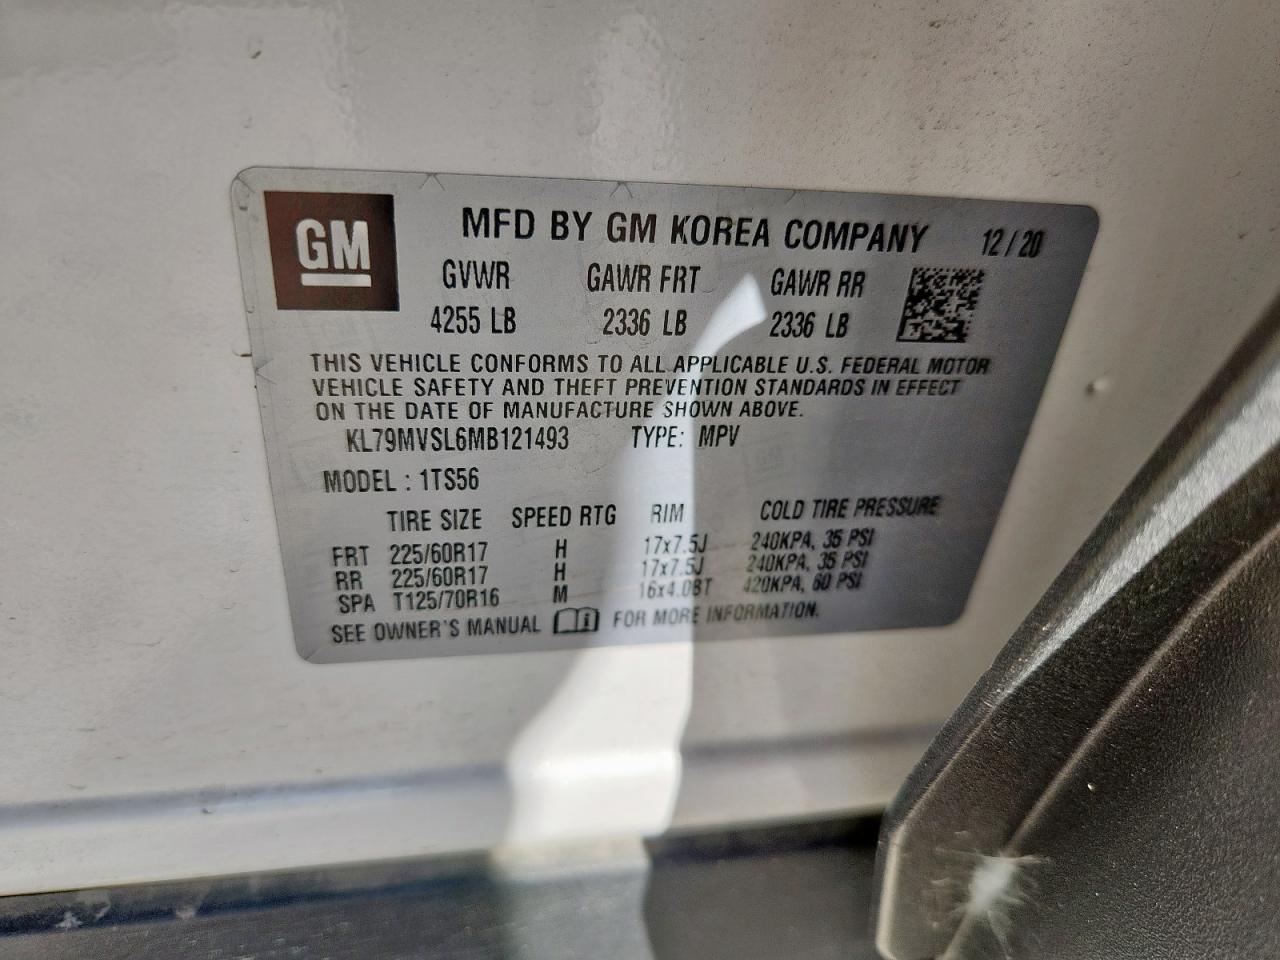 GM MFD BY GM KOREA COMPANY 12/20
GVWR GAWR FRT GAWR RR
4255 LB 2336 LB 2336 LB
THIS VEHICLE CONFORMS TO ALL APPLICABLE U.S. FEDERAL MOTOR
VEHICLE SAFETY AND THEFT PREVENTION STANDARDS IN EFFECT
ON THE DATE OF MANUFACTURE SHOWN ABOVE.
KL79MVSL6MB121493 TYPE: MPV
MODEL : 1TS56
TIRE SIZE SPEED RTG RIM COLD TIRE PRESSURE
FRT 225/60R17 H 17x7.5J 240KPA, 35 PSI
RR 225/60R17 H 17x7.5J 240KPA, 35 PSI
SPA T125/70R16 M 16x4.0BT 420KPA, 60 PSI
SEE OWNER'S MANUAL FOR MORE INFORMATION.